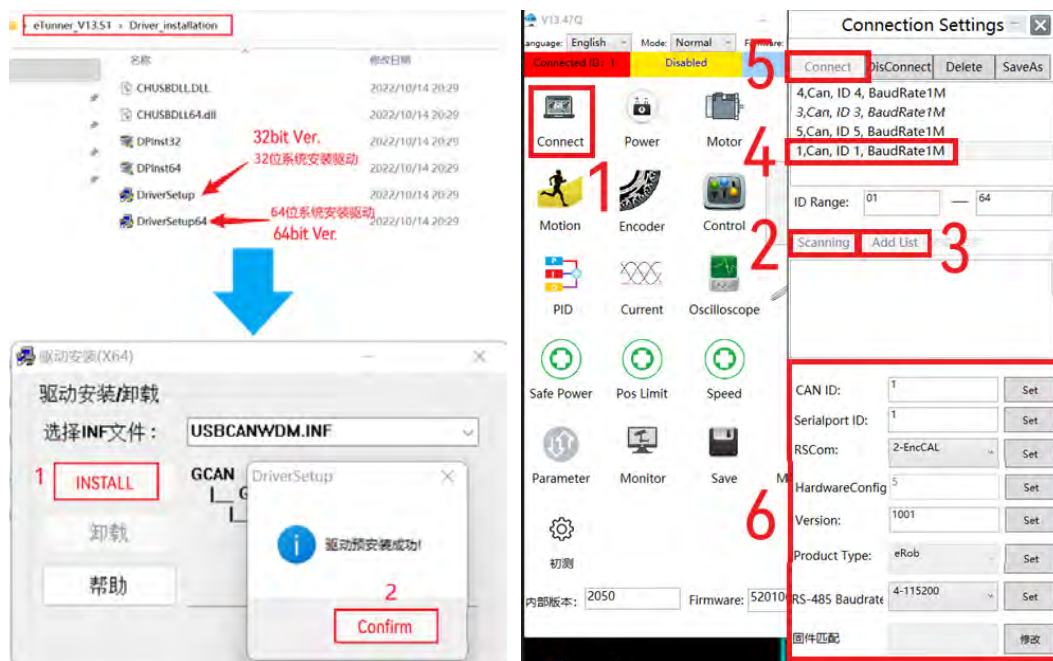 eTunner_V13.51 > Driver_installation
名称
修改日期
CHUSBDLL.DLL
2022/10/14 20:29
CHUSBDLL64.dll
2022/10/14 20:29
DPInst32
2022/10/14 20:29
DPInst64
2022/10/14 20:29
DriverSetup
2022/10/14 20:29
DriverSetup64
2022/10/14 20:29
32bit Ver.
32位系统安装驱动
64位系统安装驱动
64bit Ver.
驱动安装(X64)
驱动安装/卸载
选择INF文件：
USBCANWDM.INF
1
INSTALL
卸载
帮助
GCAN
G
DriverSetup
驱动预安装成功!
2
Confirm
V13.47Q
anguage: English
Mode: Normal
Firmware:
Connected ID: 1
Disabled
Connect
Power
Motor
1
Motion
Encoder
Control
PID
Current
Oscilloscope
Safe Power
Pos Limit
Speed
Parameter
Monitor
Save
M
初测
内部版本: 2050
Firmware: 52010
Connection Settings
5
Connect
DisConnect
Delete
SaveAs
4,Can, ID 4, BaudRate1M
3,Can, ID 3, BaudRate1M
5,Can, ID 5, BaudRate1M
4
1,Can, ID 1, BaudRate1M
ID Range: 01 — 64
2
Scanning
Add List
3
6
CAN ID: 1 Set
Serialport ID: 1 Set
RSCom: 2-EncCAL Set
HardwareConfig 5 Set
Version: 1001 Set
Product Type: eRob Set
RS-485 Baudrate 4-115200 Set
固件匹配 修改